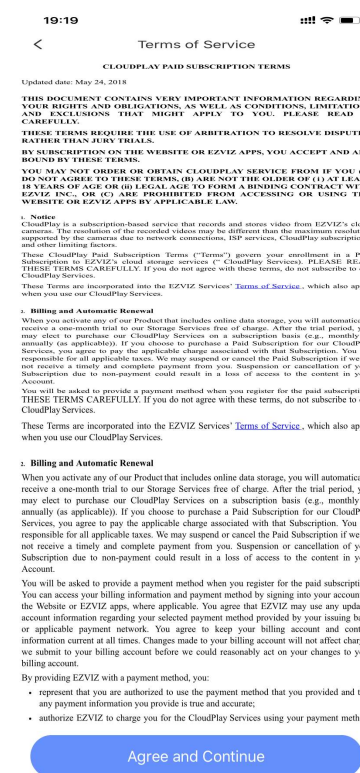 19:19
Terms of Service
CLOUDPLAY PAID SUBSCRIPTION TERMS
Updated date: May 24, 2018
THIS DOCUMENT CONTAINS VERY IMPORTANT INFORMATION REGARDIN
YOUR RIGHTS AND OBLIGATIONS, AS WELL AS CONDITIONS, LIMITATIO
AND EXCLUSIONS THAT MIGHT APPLY TO YOU. PLEASE READ
CAREFULLY.
THESE TERMS REQUIRE THE USE OF ARBITRATION TO RESOLVE DISPUT
RATHER THAN JURY TRIALS.
BY SUBSCRIPTION ON THE WEBSITE OR EZVIZ APPS, YOU ACCEPT AND A
BOUND BY THESE TERMS.
YOU MAY NOT ORDER OR OBTAIN CLOUDPLAY SERVICE FROM IF YOU (
DO NOT AGREE TO THESE TERMS, (B) ARE NOT THE OLDER OF (1) AT LEA
18 YEARS OF AGE OR (ii) LEGAL AGE TO FORM A BINDING CONTRACT WIT
EZVIZ INC., OR (C) ARE PROHIBITED FROM ACCESSING OR USING TH
WEBSITE OR EZVIZ APPS BY APPLICABLE LAW.
1. Notice
CloudPlay is a subscription-based service that records and stores video from EZVIZ's clo
cameras. The resolution of the recorded videos may be different than the maximum resolut
supported by the cameras due to network connections, ISP services, CloudPlay subscriptio
and other limiting factors.
These CloudPlay Paid Subscription Terms ("Terms") govern your enrollment in a P
Subscription to EZVIZ's cloud storage services (" CloudPlay Services). PLEASE REA
THESE TERMS CAREFULLY. If you do not agree with these terms, do not subscribe to
CloudPlay Services.
These Terms are incorporated into the EZVIZ Services' Terms of Service , which also app
when you use our CloudPlay Services.
2. Billing and Automatic Renewal
When you activate any of our Product that includes online data storage, you will automatica
receive a one-month trial to our Storage Services free of charge. After the trial period, y
may elect to purchase our CloudPlay Services on a subscription basis (e.g., monthly
annually (as applicable)). If you choose to purchase a Paid Subscription for our CloudP
Services, you agree to pay the applicable charge associated with that Subscription. You
responsible for all applicable taxes. We may suspend or cancel the Paid Subscription if we
not receive a timely and complete payment from you. Suspension or cancellation of yo
Subscription due to non-payment could result in a loss of access to the content in yo
Account.
You will be asked to provide a payment method when you register for the paid subscripti
THESE TERMS CAREFULLY. If you do not agree with these terms, do not subscribe to
CloudPlay Services.
These Terms are incorporated into the EZVIZ Services' Terms of Service , which also app
when you use our CloudPlay Services.
2. Billing and Automatic Renewal
When you activate any of our Product that includes online data storage, you will automatica
receive a one-month trial to our Storage Services free of charge. After the trial period, y
may elect to purchase our CloudPlay Services on a subscription basis (e.g., monthly
annually (as applicable)). If you choose to purchase a Paid Subscription for our CloudP
Services, you agree to pay the applicable charge associated with that Subscription. You
responsible for all applicable taxes. We may suspend or cancel the Paid Subscription if we
not receive a timely and complete payment from you. Suspension or cancellation of yo
Subscription due to non-payment could result in a loss of access to the content in yo
Account.
You will be asked to provide a payment method when you register for the paid subscripti
You can access your billing information and payment method by signing into your account
the Website or EZVIZ apps, where applicable. You agree that EZVIZ may use any upda
account information regarding your selected payment method provided by your issuing ba
or applicable payment network. You agree to keep your billing account and cont
information current at all times. Changes made to your billing account will not affect charg
we submit to your billing account before we could reasonably act on your changes to yo
billing account.
By providing EZVIZ with a payment method, you:
• represent that you are authorized to use the payment method that you provided and t
any payment information you provide is true and accurate;
• authorize EZVIZ to charge you for the CloudPlay Services using your payment meth
Agree and Continue